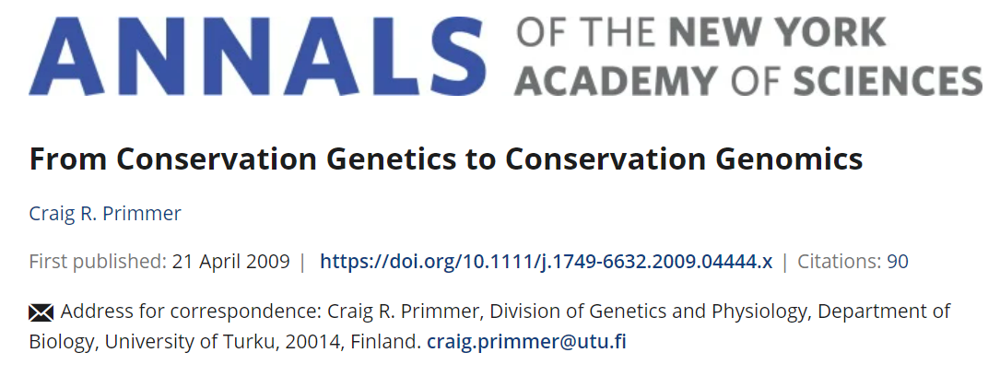 ANNALS OF THE NEW YORK
ACADEMY OF SCIENCES
From Conservation Genetics to Conservation Genomics
Craig R. Primmer
First published: 21 April 2009 | https://doi.org/10.1111/j.1749-6632.2009.04444.x | Citations: 90
Address for correspondence: Craig R. Primmer, Division of Genetics and Physiology, Department of
Biology, University of Turku, 20014, Finland. craig.primmer@utu.fi